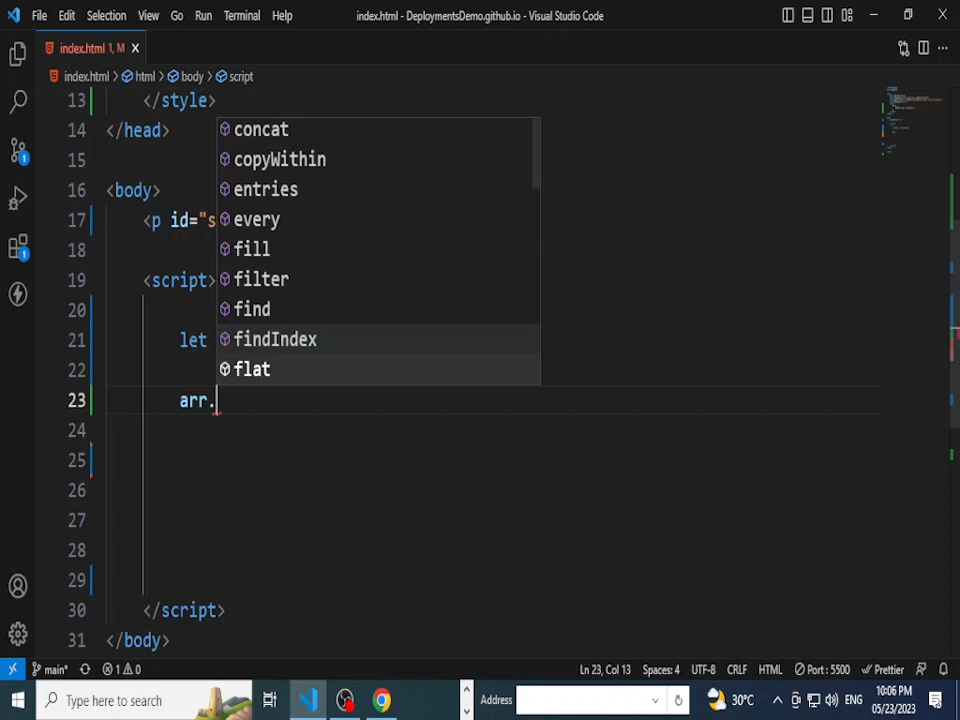 File Edit Selection View Go Run Terminal Help index.html - DeploymentsDemo.github.io - Visual Studio Code
index.html 1, M
index.html > html > body > script
13 </style>
14 </head>
15
16 <body>
17 <p id="s
18
19 <script>
20
21 let
22
23 arr.
24
25
26
27
28
29
30 </script>
31 </body>
concat
copyWithin
entries
every
fill
filter
find
findIndex
flat
1
1
main* 1 0 Ln 23, Col 13 Spaces: 4 UTF-8 CRLF HTML Port : 5500 Prettier
Type here to search Address 30°C ENG 10:06 PM
05/23/2023